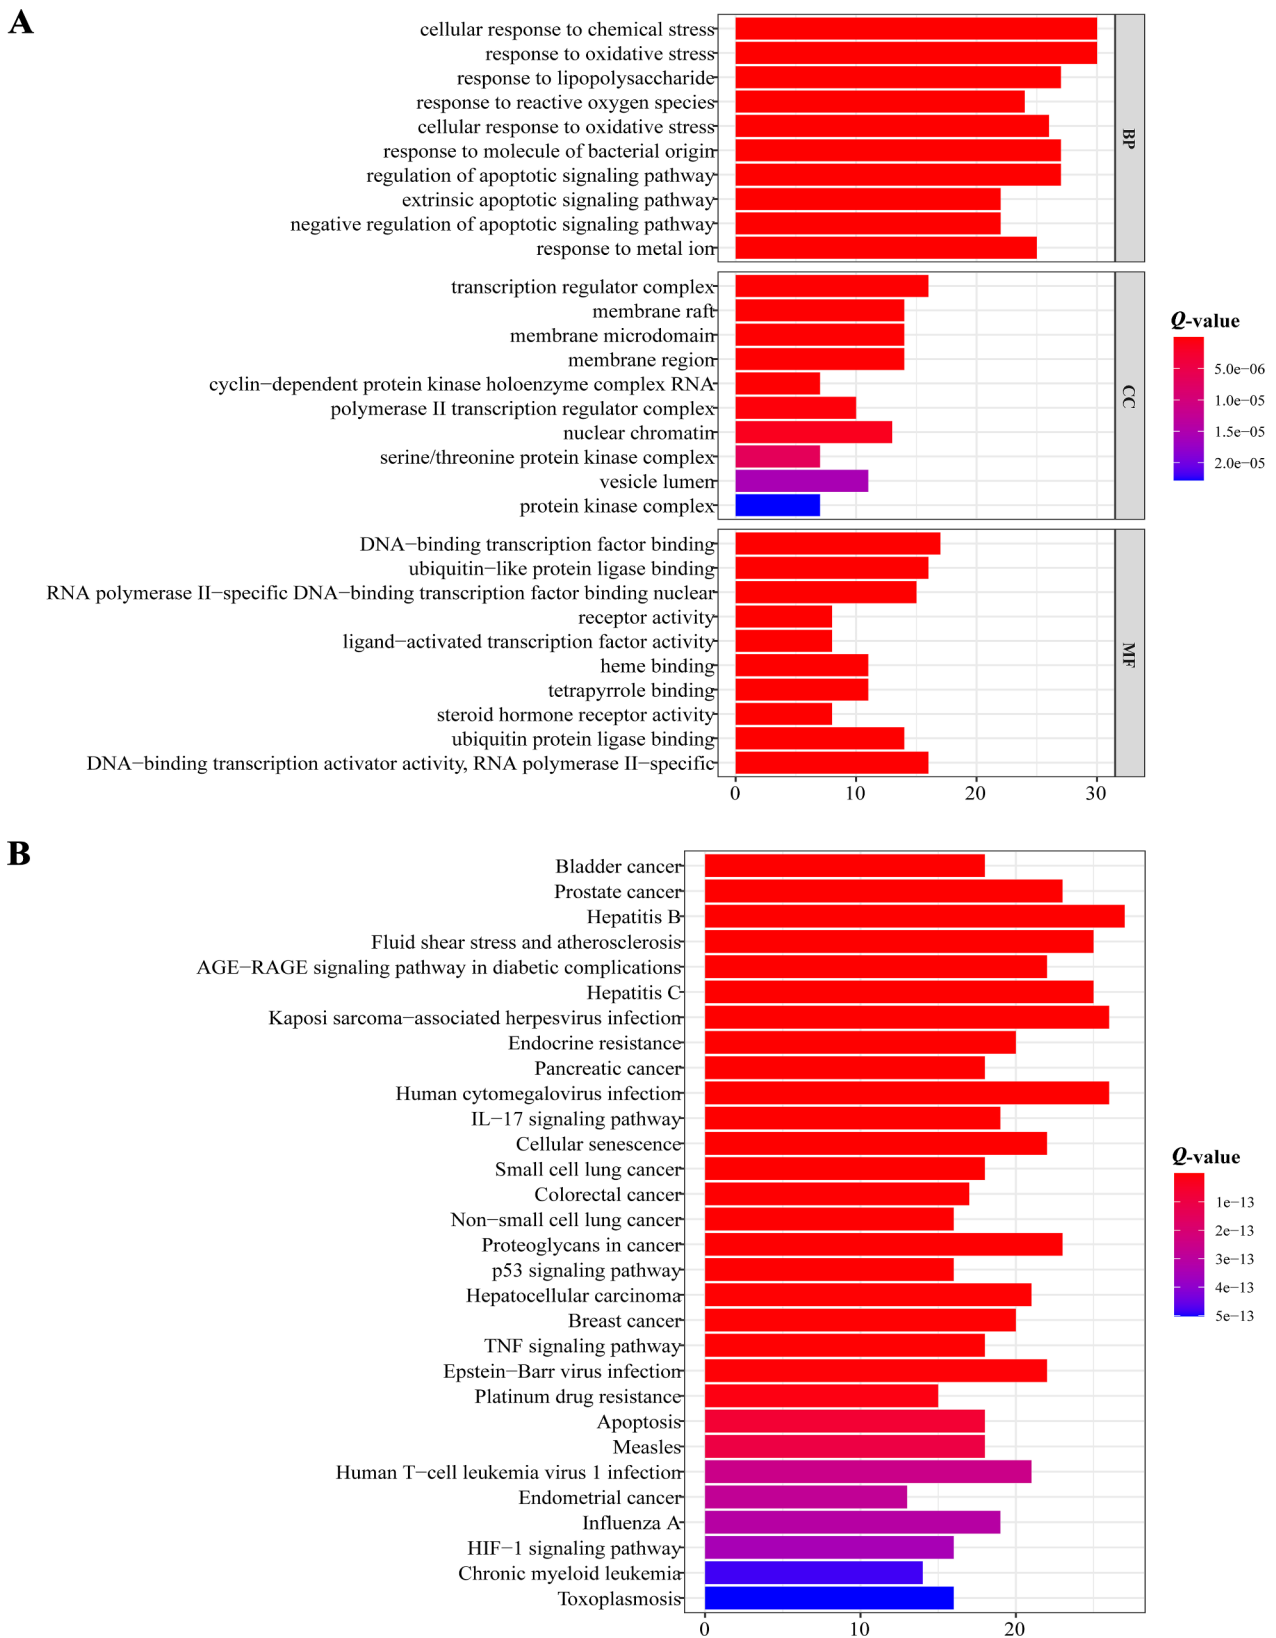 A
cellular response to chemical stress
response to oxidative stress
response to lipopolysaccharide
response to reactive oxygen species
cellular response to oxidative stress
response to molecule of bacterial origin
regulation of apoptotic signaling pathway
extrinsic apoptotic signaling pathway
negative regulation of apoptotic signaling pathway
response to metal ion
BP
transcription regulator complex
membrane raft
membrane microdomain
membrane region
cyclin−dependent protein kinase holoenzyme complex RNA
polymerase II transcription regulator complex
nuclear chromatin
serine/threonine protein kinase complex
vesicle lumen
protein kinase complex
CC
DNA−binding transcription factor binding
ubiquitin−like protein ligase binding
RNA polymerase II−specific DNA−binding transcription factor binding nuclear
receptor activity
ligand−activated transcription factor activity
heme binding
tetrapyrrole binding
steroid hormone receptor activity
ubiquitin protein ligase binding
DNA−binding transcription activator activity, RNA polymerase II−specific
MF
0 10 20 30
Q-value
5.0e−06
1.0e−05
1.5e−05
2.0e−05
B
Bladder cancer
Prostate cancer
Hepatitis B
Fluid shear stress and atherosclerosis
AGE−RAGE signaling pathway in diabetic complications
Hepatitis C
Kaposi sarcoma−associated herpesvirus infection
Endocrine resistance
Pancreatic cancer
Human cytomegalovirus infection
IL−17 signaling pathway
Cellular senescence
Small cell lung cancer
Colorectal cancer
Non−small cell lung cancer
Proteoglycans in cancer
p53 signaling pathway
Hepatocellular carcinoma
Breast cancer
TNF signaling pathway
Epstein−Barr virus infection
Platinum drug resistance
Apoptosis
Measles
Human T−cell leukemia virus 1 infection
Endometrial cancer
Influenza A
HIF−1 signaling pathway
Chronic myeloid leukemia
Toxoplasmosis
0 10 20
Q-value
1e−13
2e−13
3e−13
4e−13
5e−13